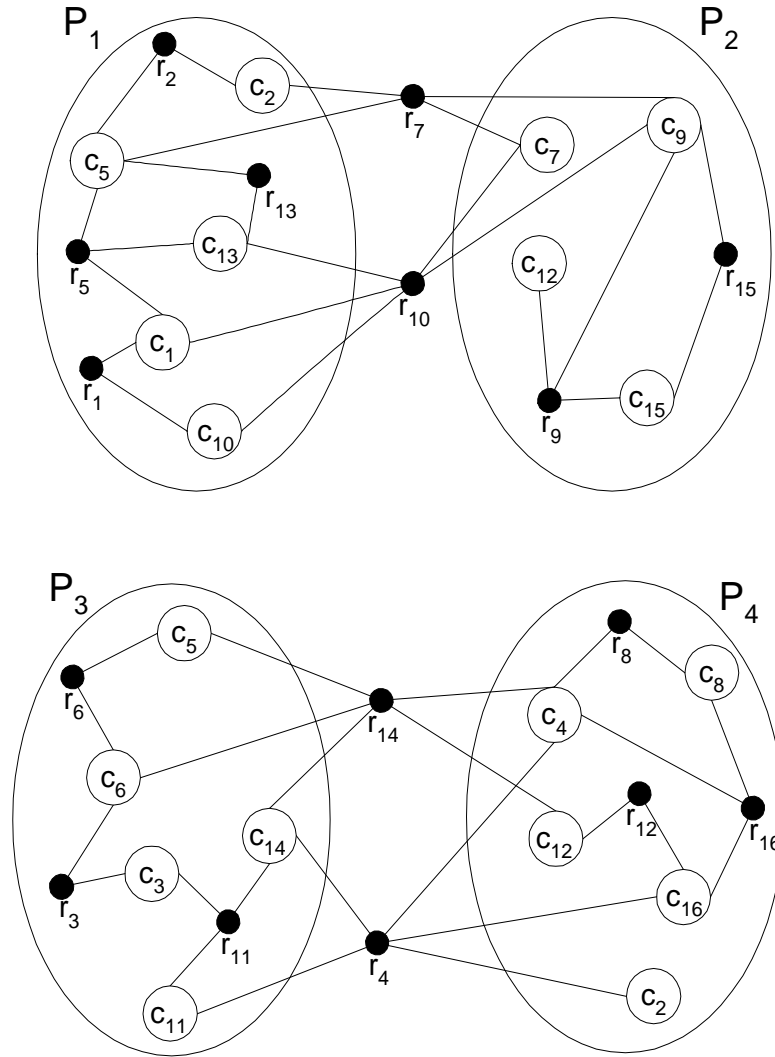 P₁
P₂
r₂
c₂
r₇
c₉
c₇
c₅
r₁₃
c₁₃
r₅
c₁₂
r₁₅
r₁₀
c₁
r₁
c₁₅
r₉
c₁₀
P₃
P₄
c₅
r₈
c₈
r₆
r₁₄
c₄
c₆
r₁₂
r₁₆
c₁₄
c₁₂
c₃
r₃
c₁₆
r₁₁
r₄
c₂
c₁₁